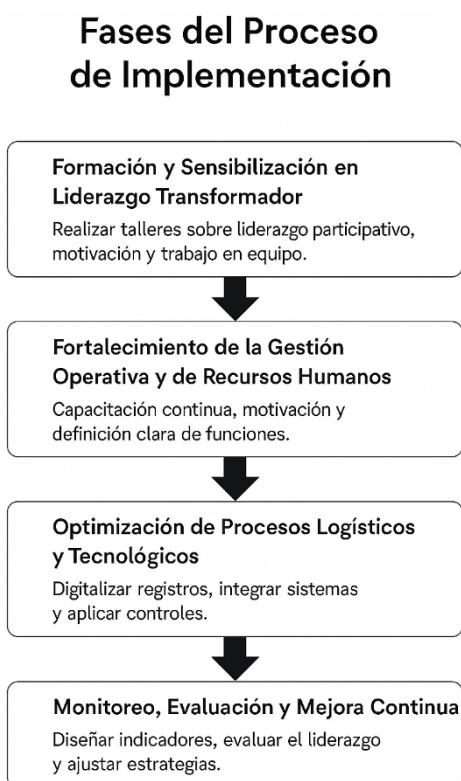 Fases del Proceso
de Implementación
Formación y Sensibilización en
Liderazgo Transformador
Realizar talleres sobre liderazgo participativo,
motivación y trabajo en equipo.
Fortalecimiento de la Gestión
Operativa y de Recursos Humanos
Capacitación continua, motivación y
definición clara de funciones.
Optimización de Procesos Logísticos
y Tecnológicos
Digitalizar registros, integrar sistemas
y aplicar controles.
Monitoreo, Evaluación y Mejora Continua
Diseñar indicadores, evaluar el liderazgo
y ajustar estrategias.